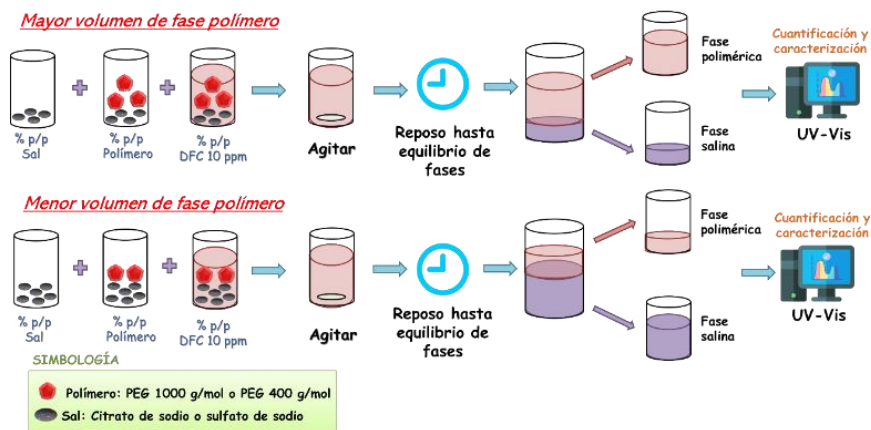 Mayor volumen de fase polímero
% p/p
Sal
% p/p
Polímero
% p/p
DFC 10 ppm
Agitar
Reposo hasta
equilibrio de
fases
Fase
polimérica
Fase
salina
Cuantificación y
caracterización
UV-Vis
Menor volumen de fase polímero
% p/p
Sal
% p/p
Polímero
% p/p
DFC 10 ppm
Agitar
Reposo hasta
equilibrio de
fases
Fase
polimérica
Fase
salina
Cuantificación y
caracterización
UV-Vis
SIMBOLOGÍA
Polímero: PEG 1000 g/mol o PEG 400 g/mol
Sal: Citrato de sodio o sulfato de sodio